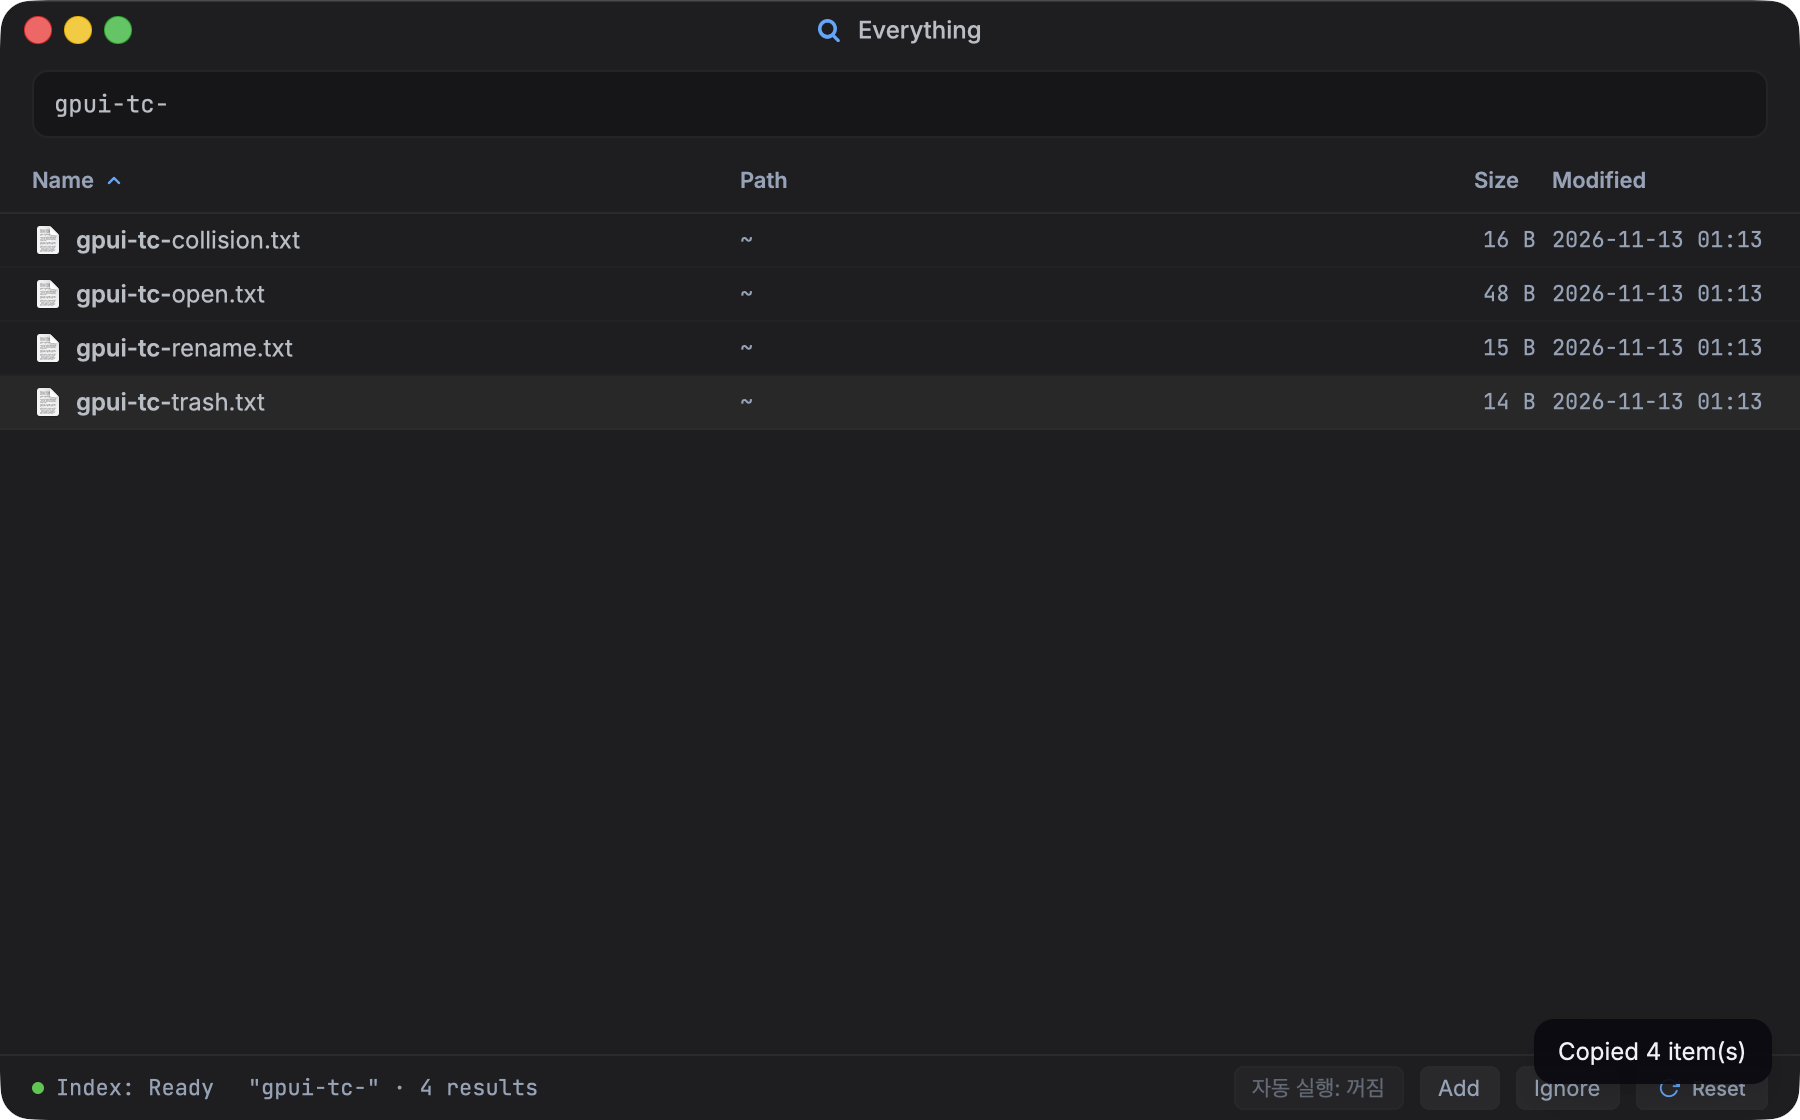 Everything
gpui-tc-
Name Path Size Modified
gpui-tc-collision.txt ~ 16 B 2026-11-13 01:13
gpui-tc-open.txt ~ 48 B 2026-11-13 01:13
gpui-tc-rename.txt ~ 15 B 2026-11-13 01:13
gpui-tc-trash.txt ~ 14 B 2026-11-13 01:13
Copied 4 item(s)
Index: Ready "gpui-tc-" · 4 results 자동 실행: 꺼짐 Add Ignore Reset